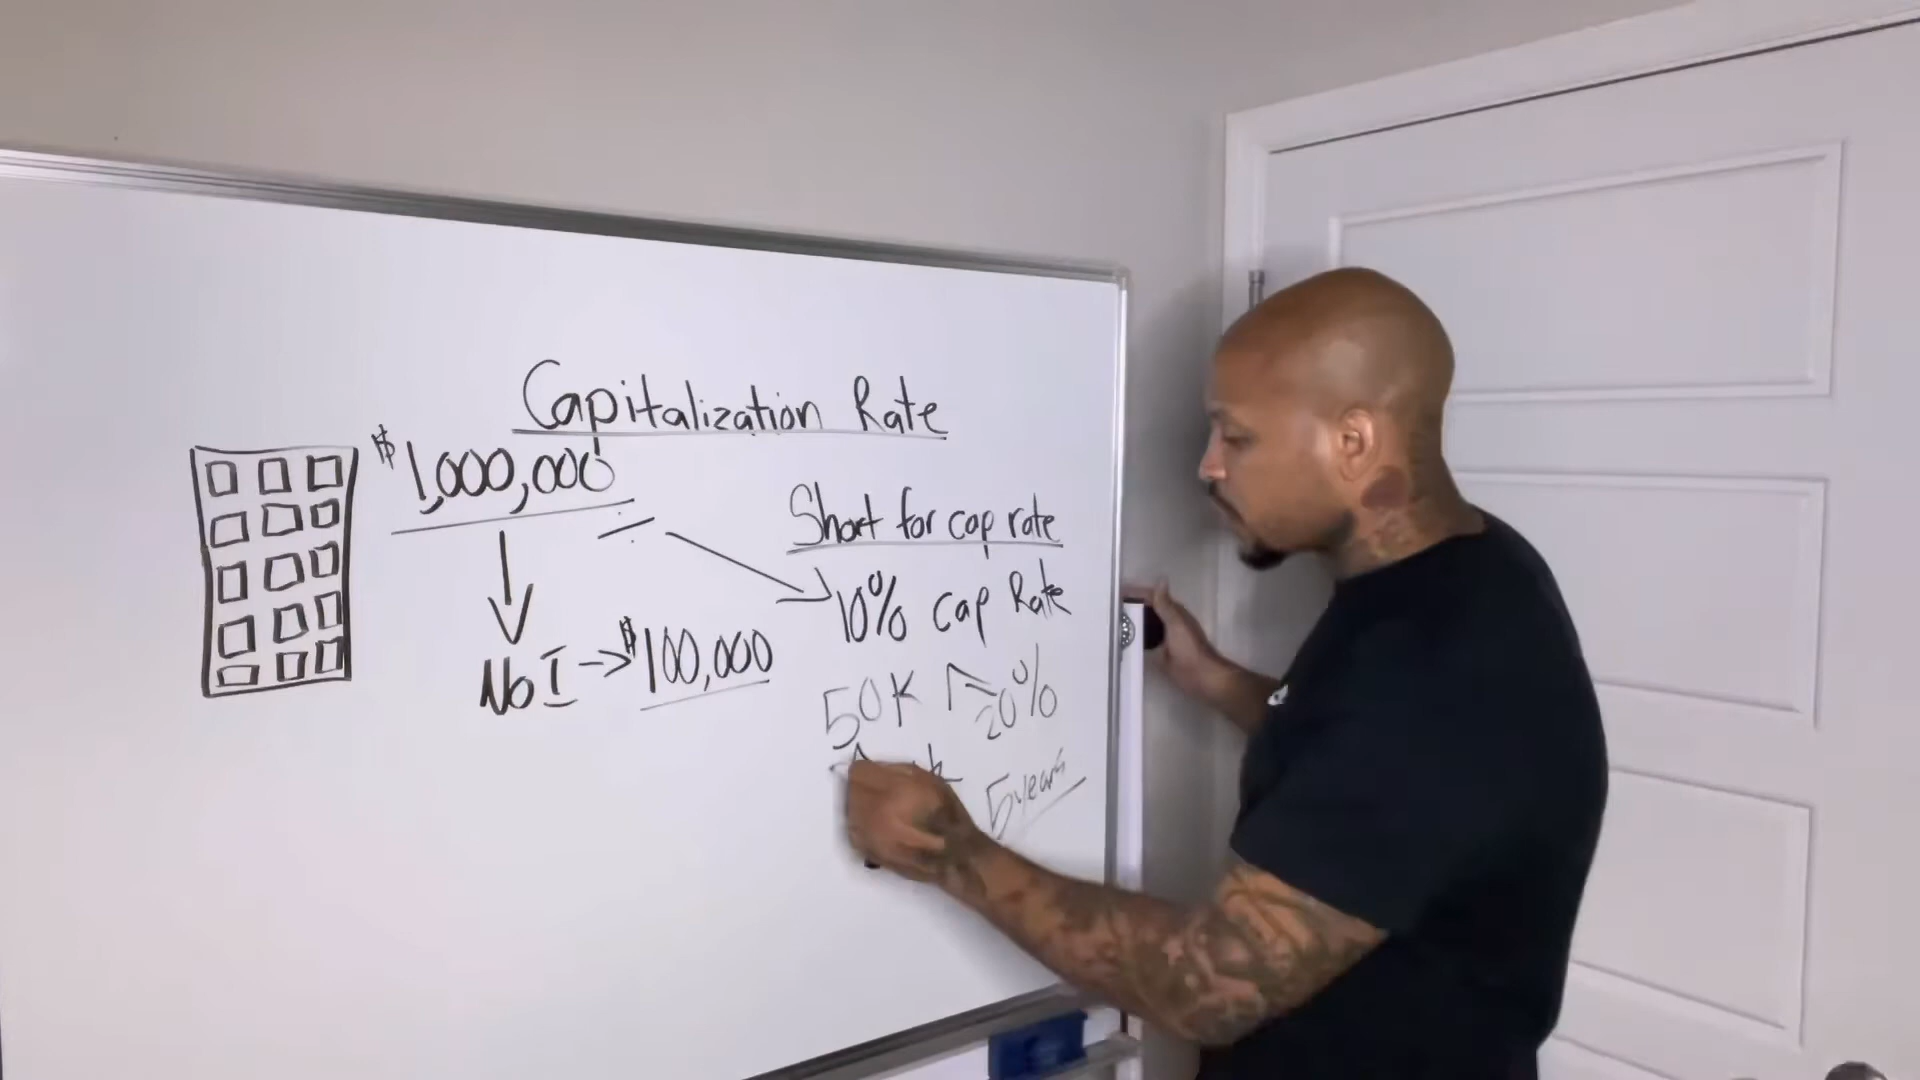 Capitalization Rate
$1,000,000
Short for cap rate
10% cap Rate
NoI → $100,000
50K
20%
5 years